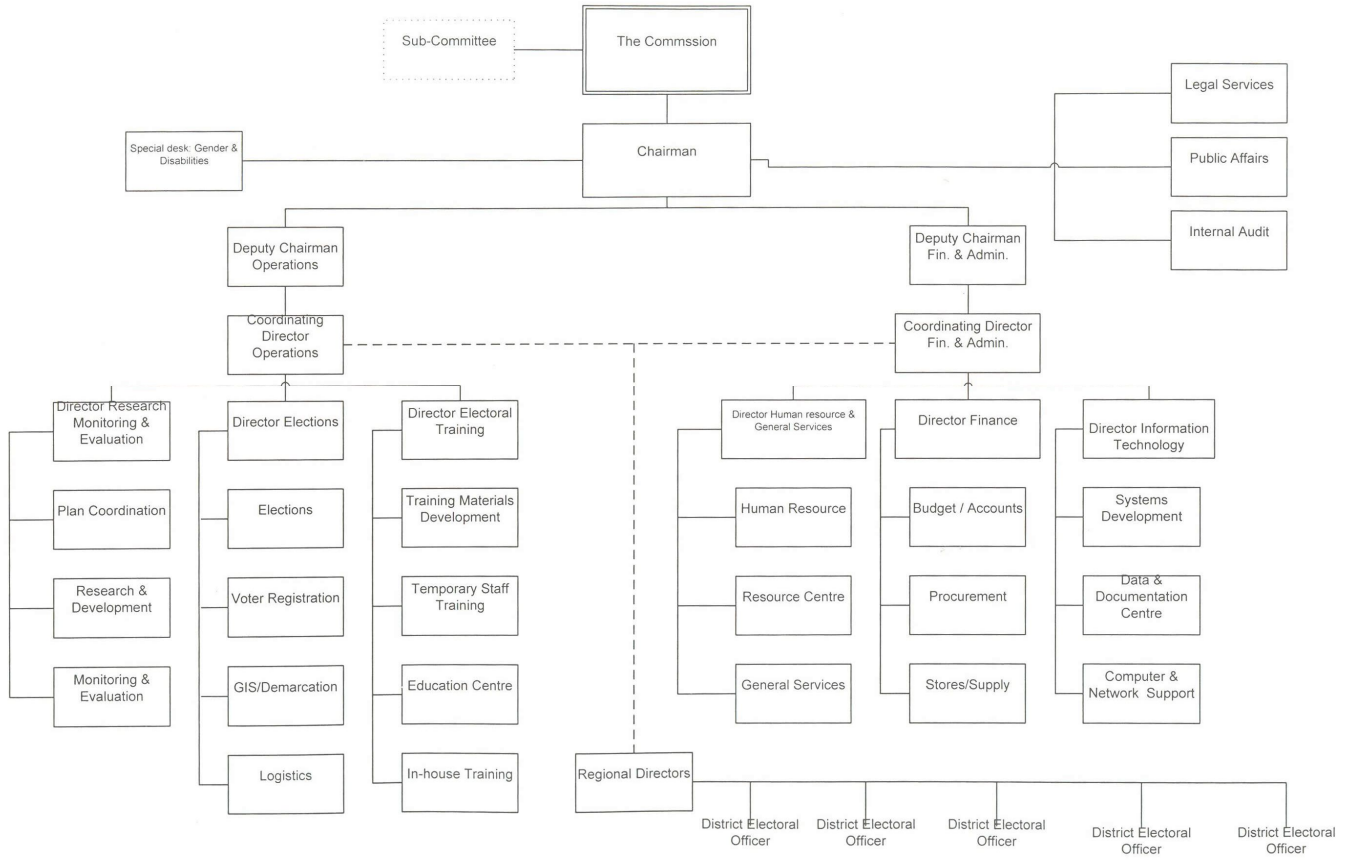 Sub-Committee
The Commssion
Legal Services
Special desk: Gender &
Disabilities
Chairman
Public Affairs
Internal Audit
Deputy Chairman
Operations
Deputy Chairman
Fin. & Admin.
Coordinating
Director
Operations
Coordinating Director
Fin. & Admin.
Director Research
Monitoring &
Evaluation
Director Elections
Director Electoral
Training
Director Human resource &
General Services
Director Finance
Director Information
Technology
Plan Coordination
Elections
Training Materials
Development
Human Resource
Budget / Accounts
Systems
Development
Research &
Development
Voter Registration
Temporary Staff
Training
Resource Centre
Procurement
Data &
Documentation
Centre
Monitoring &
Evaluation
GIS/Demarcation
Education Centre
General Services
Stores/Supply
Computer &
Network Support
Logistics
In-house Training
Regional Directors
District Electoral
Officer
District Electoral
Officer
District Electoral
Officer
District Electoral
Officer
District Electoral
Officer